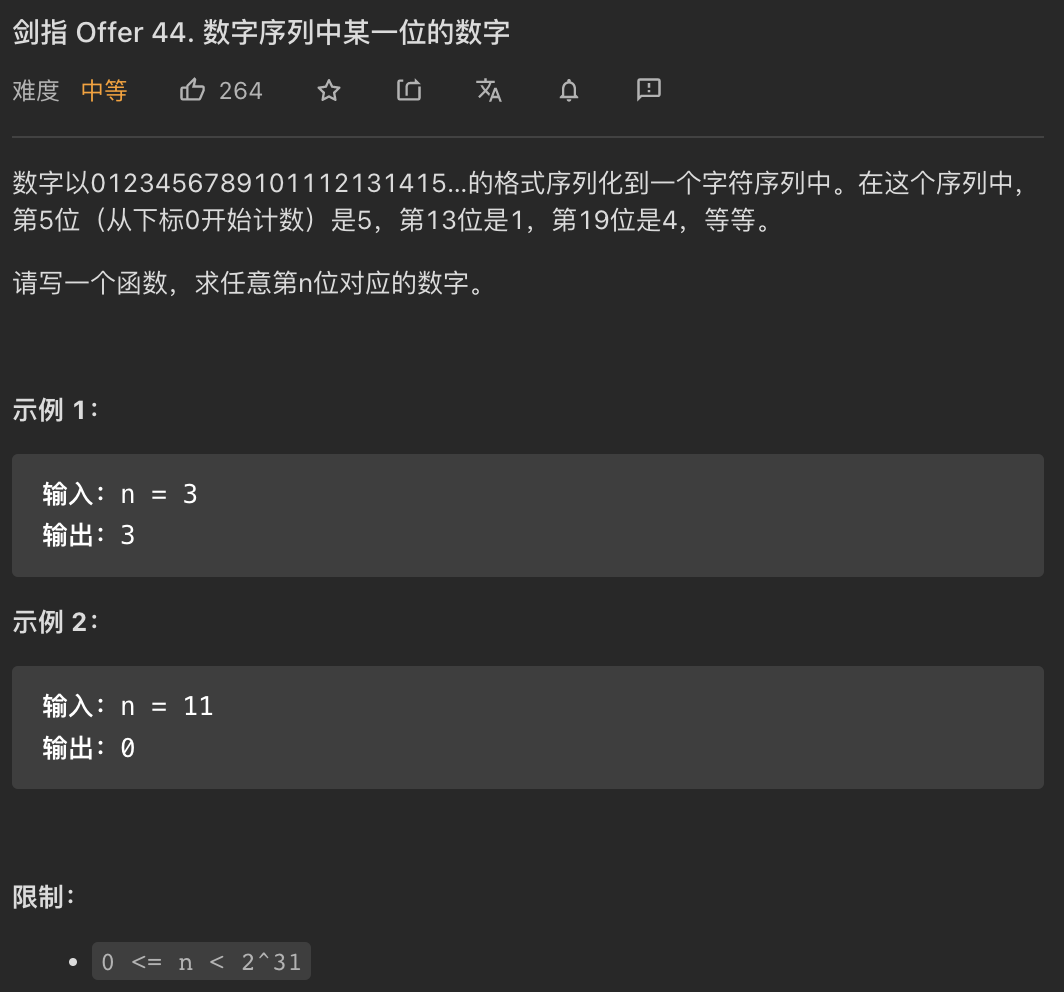 剑指 Offer 44. 数字序列中某一位的数字
难度 中等 264
数字以0123456789101112131415…的格式序列化到一个字符序列中。在这个序列中，
第5位（从下标0开始计数）是5，第13位是1，第19位是4，等等。
请写一个函数，求任意第n位对应的数字。
示例 1：
输入：n = 3
输出：3
示例 2：
输入：n = 11
输出：0
限制：
• 0 <= n < 2^31